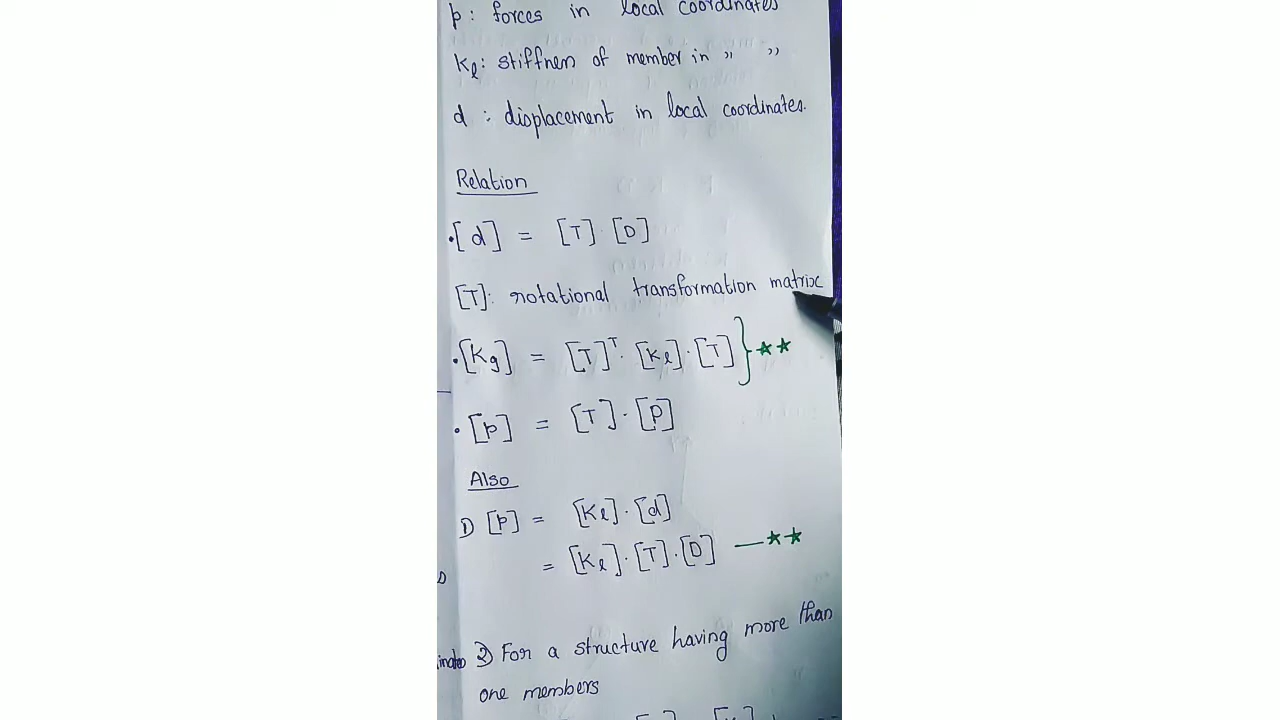 p : forces in local coordinates
Kl : stiffness of member in ,, ,,
d : displacement in local coordinates.
Relation
• [d] = [T] [D]
[T]: rotational transformation matrix
• [Kg] = [T]ᵀ · [Kl] · [T] } ★★
• [p] = [T] · [P]
Also
1) [p] = [Kl] · [d]
= [Kl] · [T] · [D] — ★★
2) For a structure having more than
one members